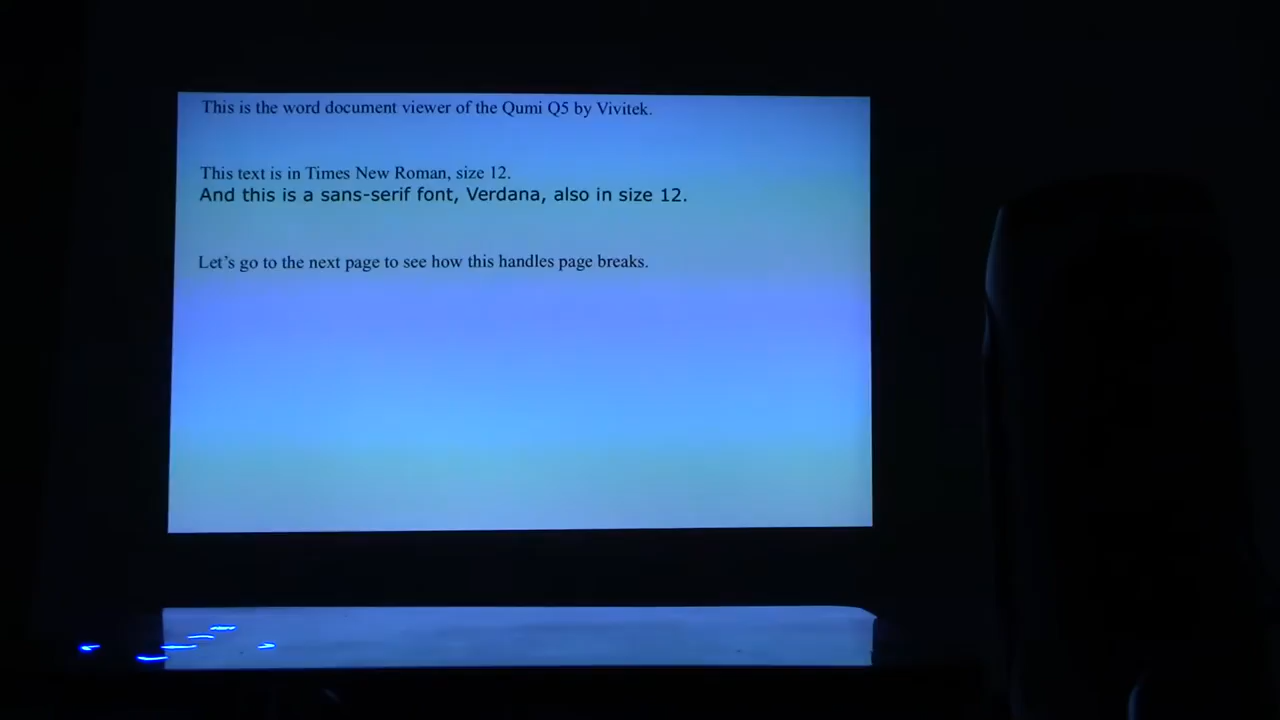 This is the word document viewer of the Qumi Q5 by Vivitek.
This text is in Times New Roman, size 12.
And this is a sans-serif font, Verdana, also in size 12.
Let’s go to the next page to see how this handles page breaks.